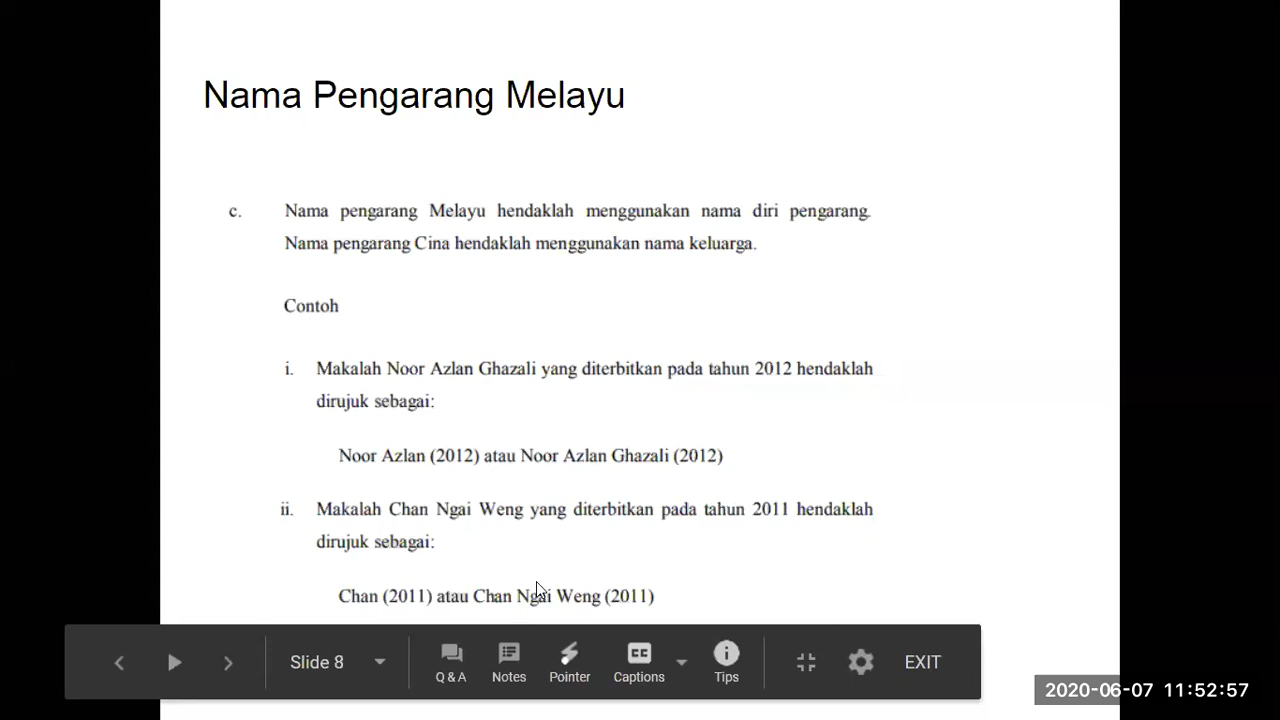 Nama Pengarang Melayu
c. Nama pengarang Melayu hendaklah menggunakan nama diri pengarang.
Nama pengarang Cina hendaklah menggunakan nama keluarga.
Contoh
i. Makalah Noor Azlan Ghazali yang diterbitkan pada tahun 2012 hendaklah
dirujuk sebagai:
Noor Azlan (2012) atau Noor Azlan Ghazali (2012)
ii. Makalah Chan Ngai Weng yang diterbitkan pada tahun 2011 hendaklah
dirujuk sebagai:
Chan (2011) atau Chan Ngai Weng (2011)
Slide 8 Q & A Notes Pointer CC Captions Tips EXIT
2020-06-07 11:52:57